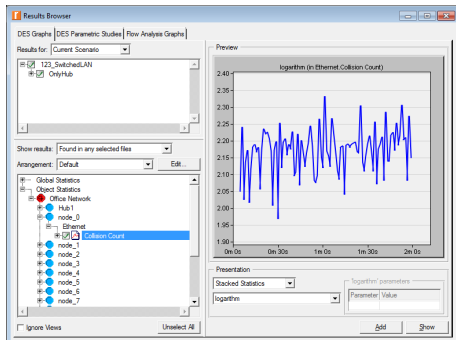 Results Browser
DES Graphs DES Parametric Studies Flow Analysis Graphs
Results for: Current Scenario
123_SwitchedLAN
OnlyHub
Show results: Found in any selected files
Arrangement: Default Edit...
Global Statistics
Object Statistics
Office Network
Hub1
node_0
Ethernet
Collision Count
node_1
node_2
node_3
node_4
node_5
node_6
node_7
Ignore Views Unselect All
Preview
logarithm (in Ethernet.Collision Count)
2.40
2.35
2.30
2.25
2.20
2.15
2.10
2.05
2.00
1.95
1.90
0m 0s 0m 30s 1m 0s 1m 30s 2m 0s
Presentation
Stacked Statistics
logarithm
'logarithm' parameters
Parameter Value
Add Show